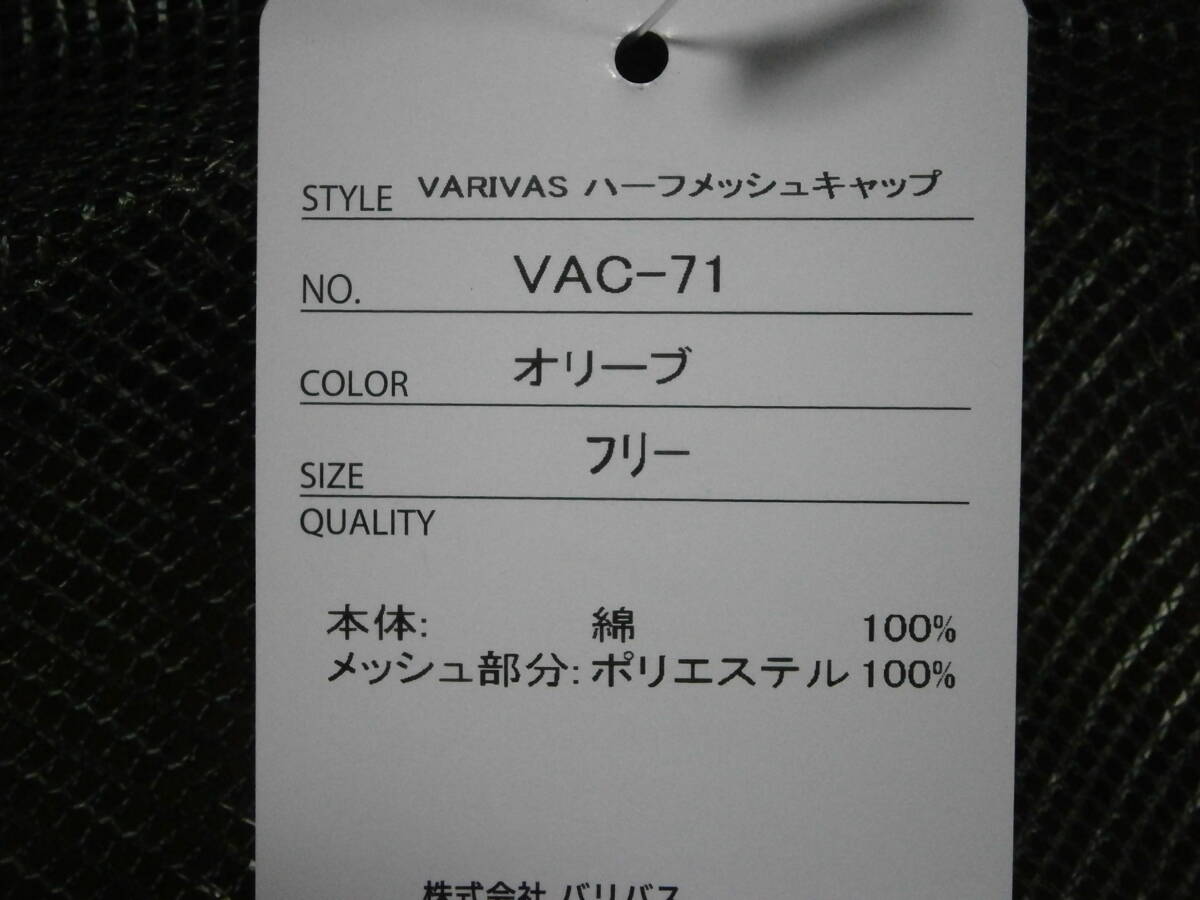 STYLE VARIVAS ハーフメッシュキャップ
NO. VAC-71
COLOR オリーブ
SIZE フリー
QUALITY
本体: 綿 100%
メッシュ部分: ポリエステル 100%
株式会社 バリバス